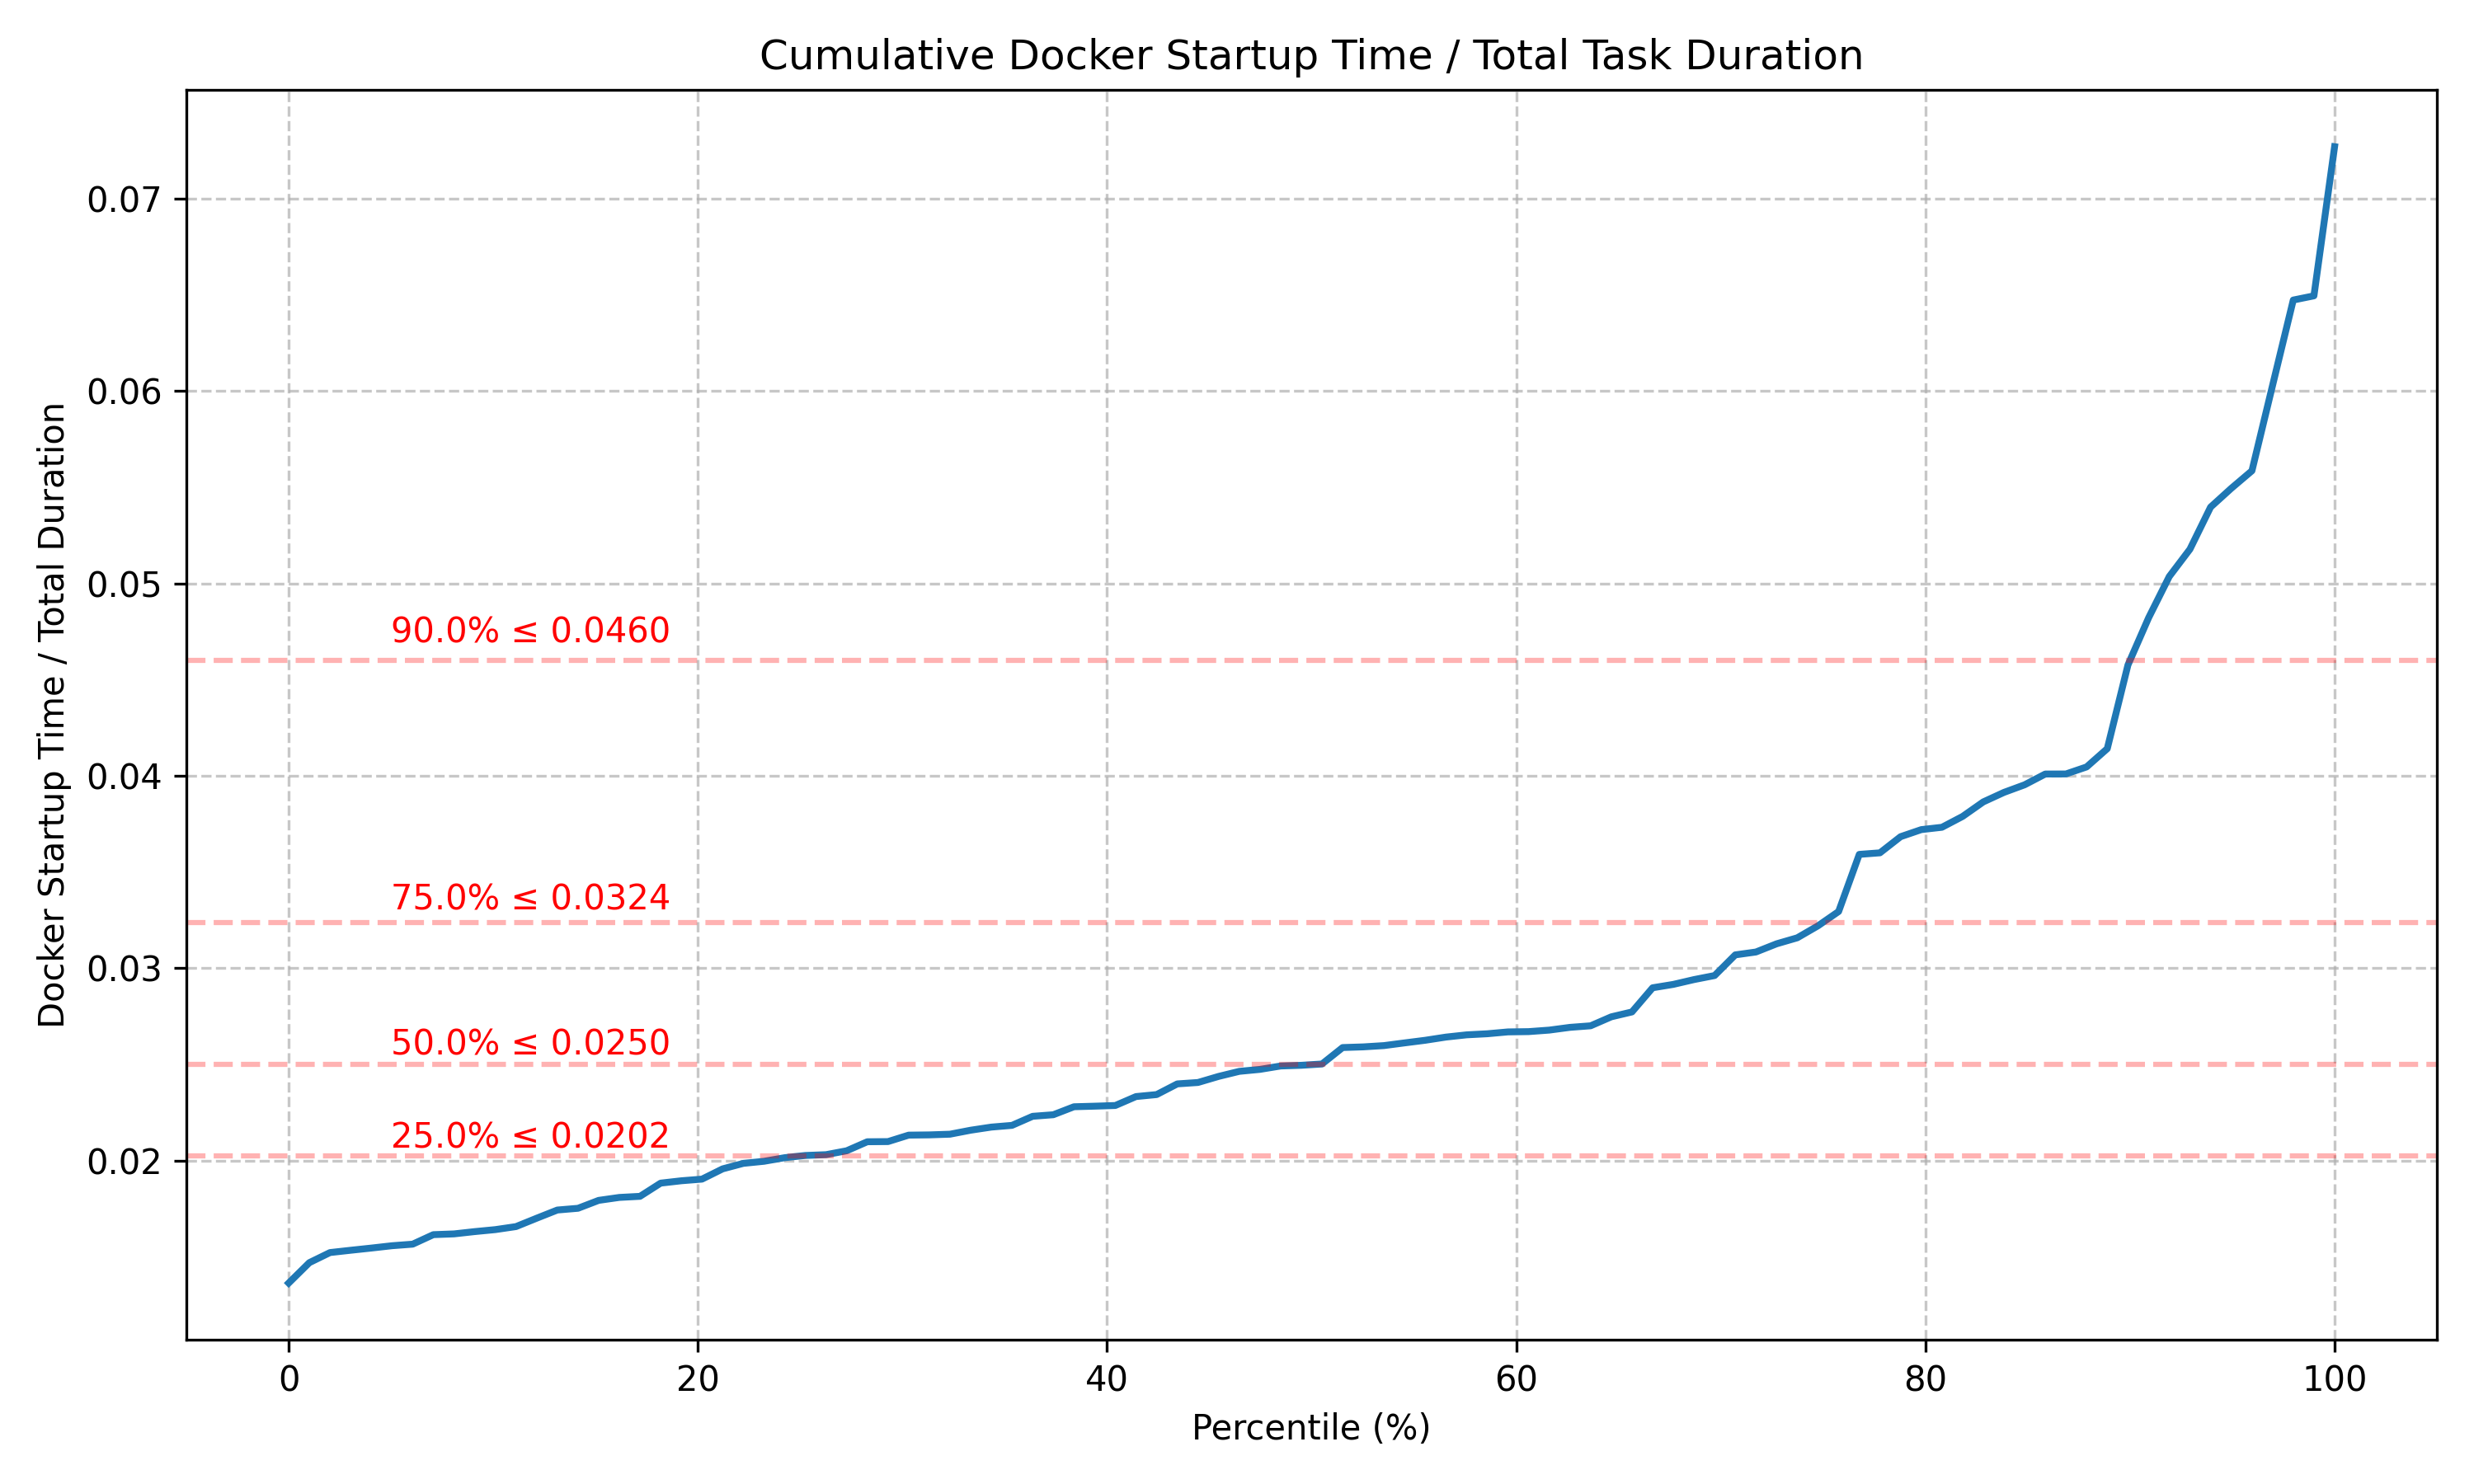 Cumulative Docker Startup Time / Total Task Duration
Docker Startup Time / Total Duration
0.07
0.06
0.05
0.04
0.03
0.02
90.0% ≤ 0.0460
75.0% ≤ 0.0324
50.0% ≤ 0.0250
25.0% ≤ 0.0202
0 20 40 60 80 100
Percentile (%)